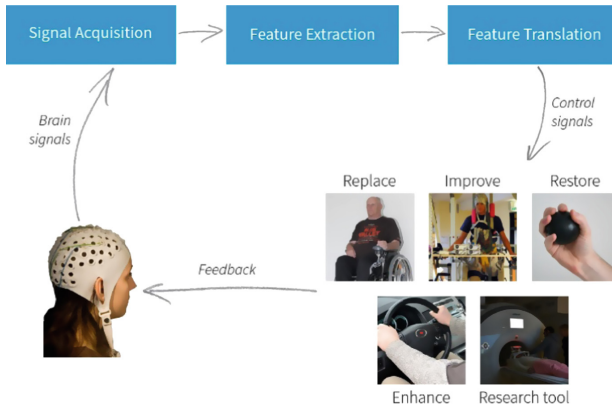 Signal Acquisition
Feature Extraction
Feature Translation
Brain
signals
Control
signals
Replace
Improve
Restore
Feedback
Enhance
Research tool